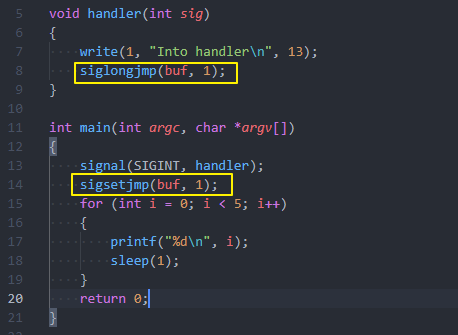 5 void handler(int sig)
6 {
7     write(1, "Into handler\n", 13);
8     siglongjmp(buf, 1);
9 }
10
11 int main(int argc, char *argv[])
12 {
13     signal(SIGINT, handler);
14     sigsetjmp(buf, 1);
15     for (int i = 0; i < 5; i++)
16     {
17         printf("%d\n", i);
18         sleep(1);
19     }
20     return 0;
21 }